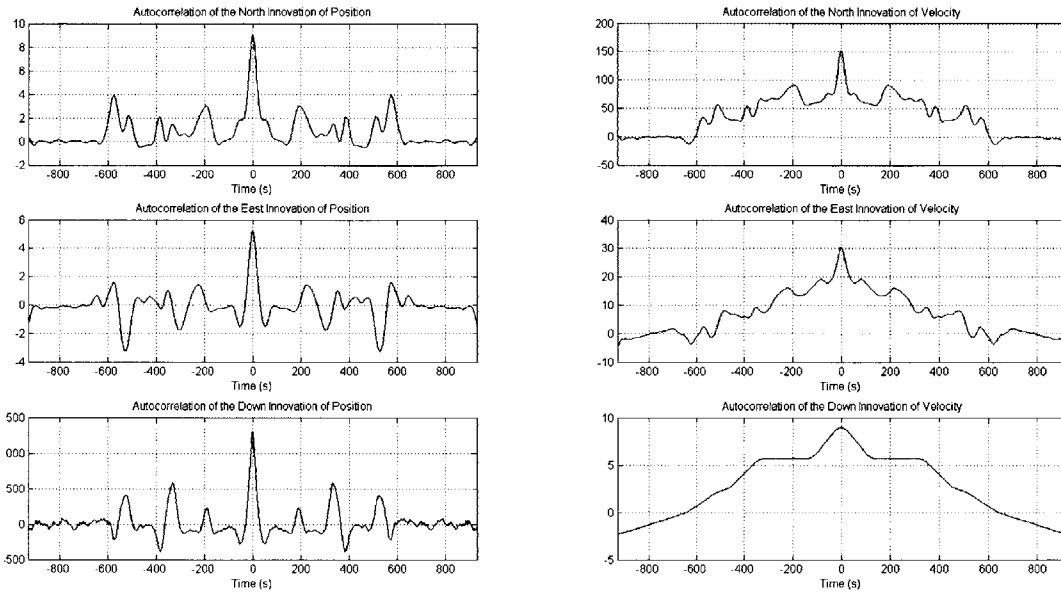 Autocorrelation of the North Innovation of Position
10
8
6
4
2
0
-2
-800 -600 -400 -200 0 200 400 600 800
Time (s)
Autocorrelation of the East Innovation of Position
6
4
2
0
-2
-4
-800 -600 -400 -200 0 200 400 600 800
Time (s)
Autocorrelation of the Down Innovation of Position
500
000
500
0
500
-800 -600 -400 -200 0 200 400 600 800
Time (s)
Autocorrelation of the North Innovation of Velocity
200
150
100
50
0
-50
-800 -600 -400 -200 0 200 400 600 800
Time (s)
Autocorrelation of the East Innovation of Velocity
40
30
20
10
0
-10
-800 -600 -400 -200 0 200 400 600 800
Time (s)
Autocorrelation of the Down Innovation of Velocity
10
5
0
-5
-800 -600 -400 -200 0 200 400 600 800
Time (s)